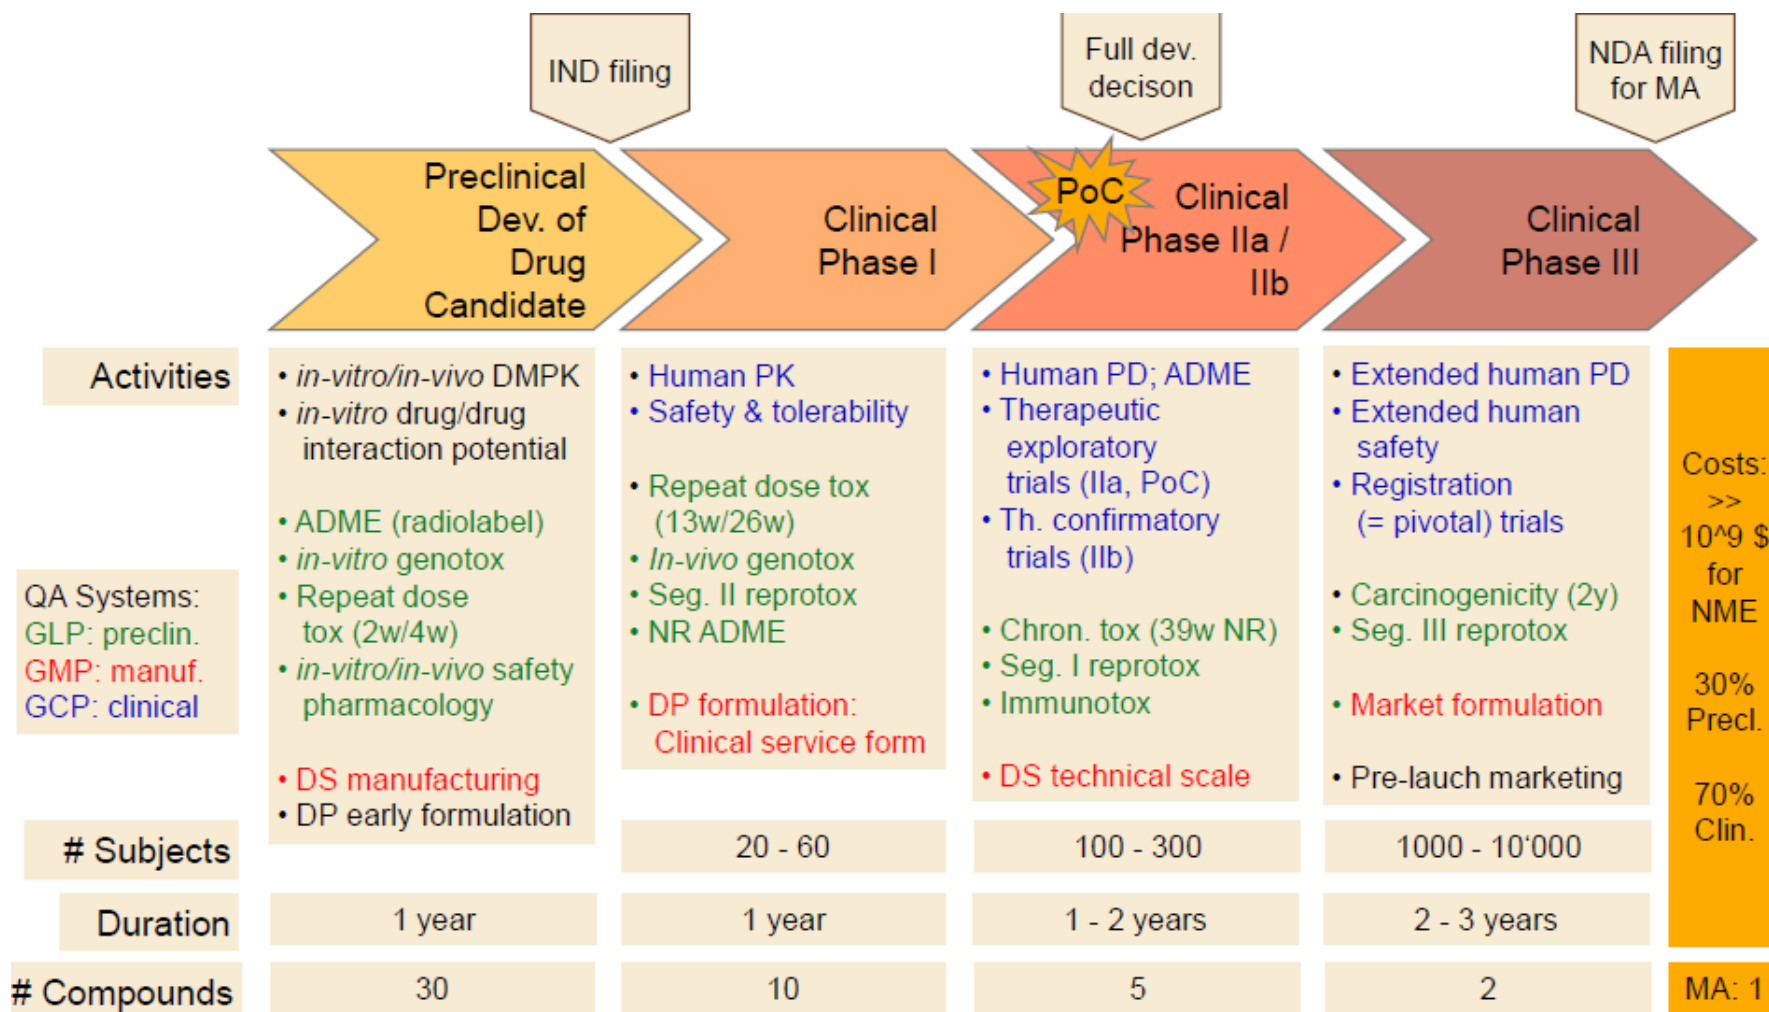 IND filing
Full dev.
decison
NDA filing
for MA
Preclinical
Dev. of
Drug
Candidate
Clinical
Phase I
PoC
Clinical
Phase IIa /
IIb
Clinical
Phase III
Activities
• in-vitro/in-vivo DMPK
• in-vitro drug/drug
interaction potential
• ADME (radiolabel)
• in-vitro genotox
• Repeat dose
tox (2w/4w)
• in-vitro/in-vivo safety
pharmacology
• DS manufacturing
• DP early formulation
• Human PK
• Safety & tolerability
• Repeat dose tox
(13w/26w)
• In-vivo genotox
• Seg. II reprotox
• NR ADME
• DP formulation:
Clinical service form
• Human PD; ADME
• Therapeutic
exploratory
trials (IIa, PoC)
• Th. confirmatory
trials (IIb)
• Chron. tox (39w NR)
• Seg. I reprotox
• Immunotox
• DS technical scale
• Extended human PD
• Extended human
safety
• Registration
(= pivotal) trials
• Carcinogenicity (2y)
• Seg. III reprotox
• Market formulation
• Pre-lauch marketing
Costs:
>>
10^9 $
for
NME
30%
Precl.
70%
Clin.
QA Systems:
GLP: preclin.
GMP: manuf.
GCP: clinical
# Subjects
20 - 60
100 - 300
1000 - 10‘000
Duration
1 year
1 year
1 - 2 years
2 - 3 years
# Compounds
30
10
5
2
MA: 1